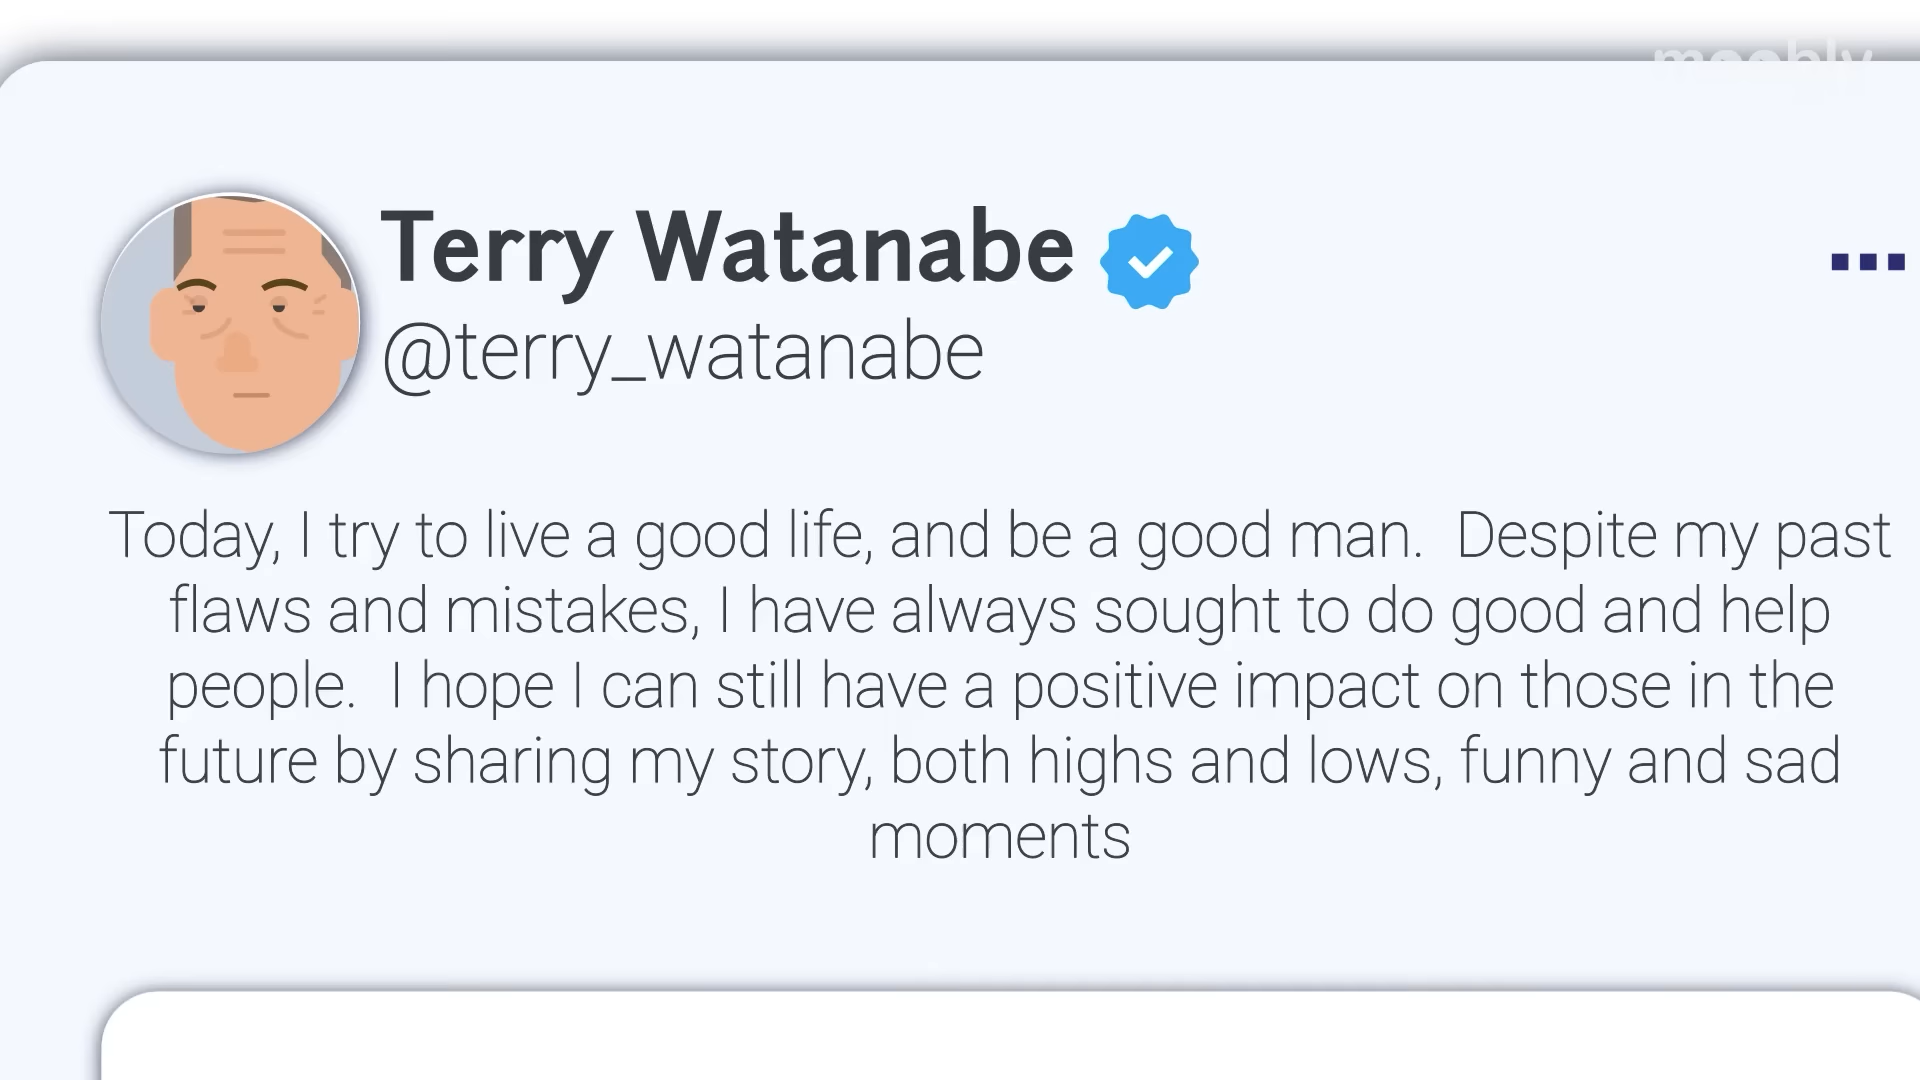 moobly
Terry Watanabe
@terry_watanabe
Today, I try to live a good life, and be a good man.  Despite my past
flaws and mistakes, I have always sought to do good and help
people.  I hope I can still have a positive impact on those in the
future by sharing my story, both highs and lows, funny and sad
moments